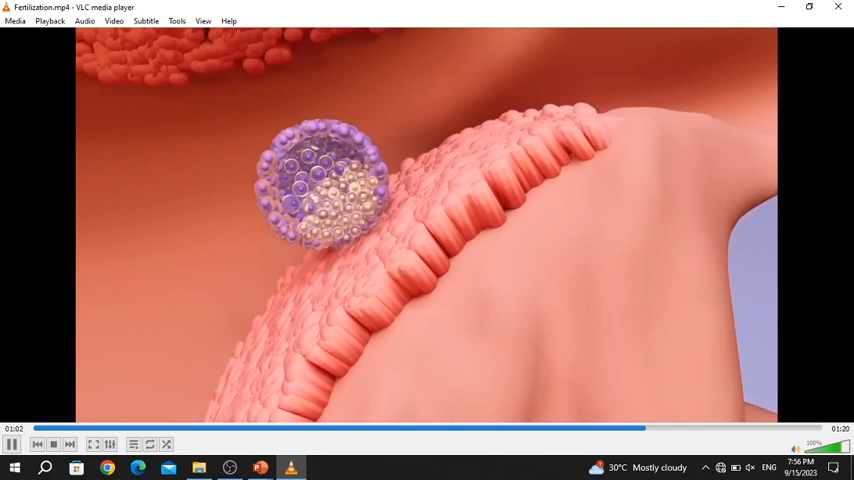 Fertilization.mp4 - VLC media player
Media Playback Audio Video Subtitle Tools View Help
01:02 01:20
100%
30°C Mostly cloudy ENG 7:56 PM
9/15/2023